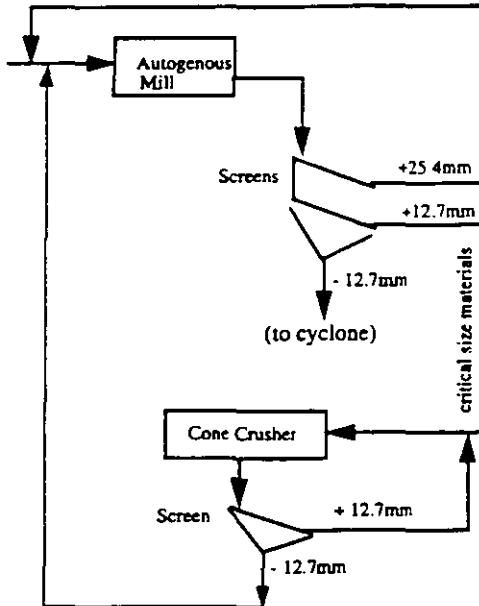 Autogenous
Mill
Screens
+25.4mm
+12.7mm
- 12.7mm
(to cyclone)
critical size materials
Cone Crusher
Screen
+ 12.7mm
- 12.7mm